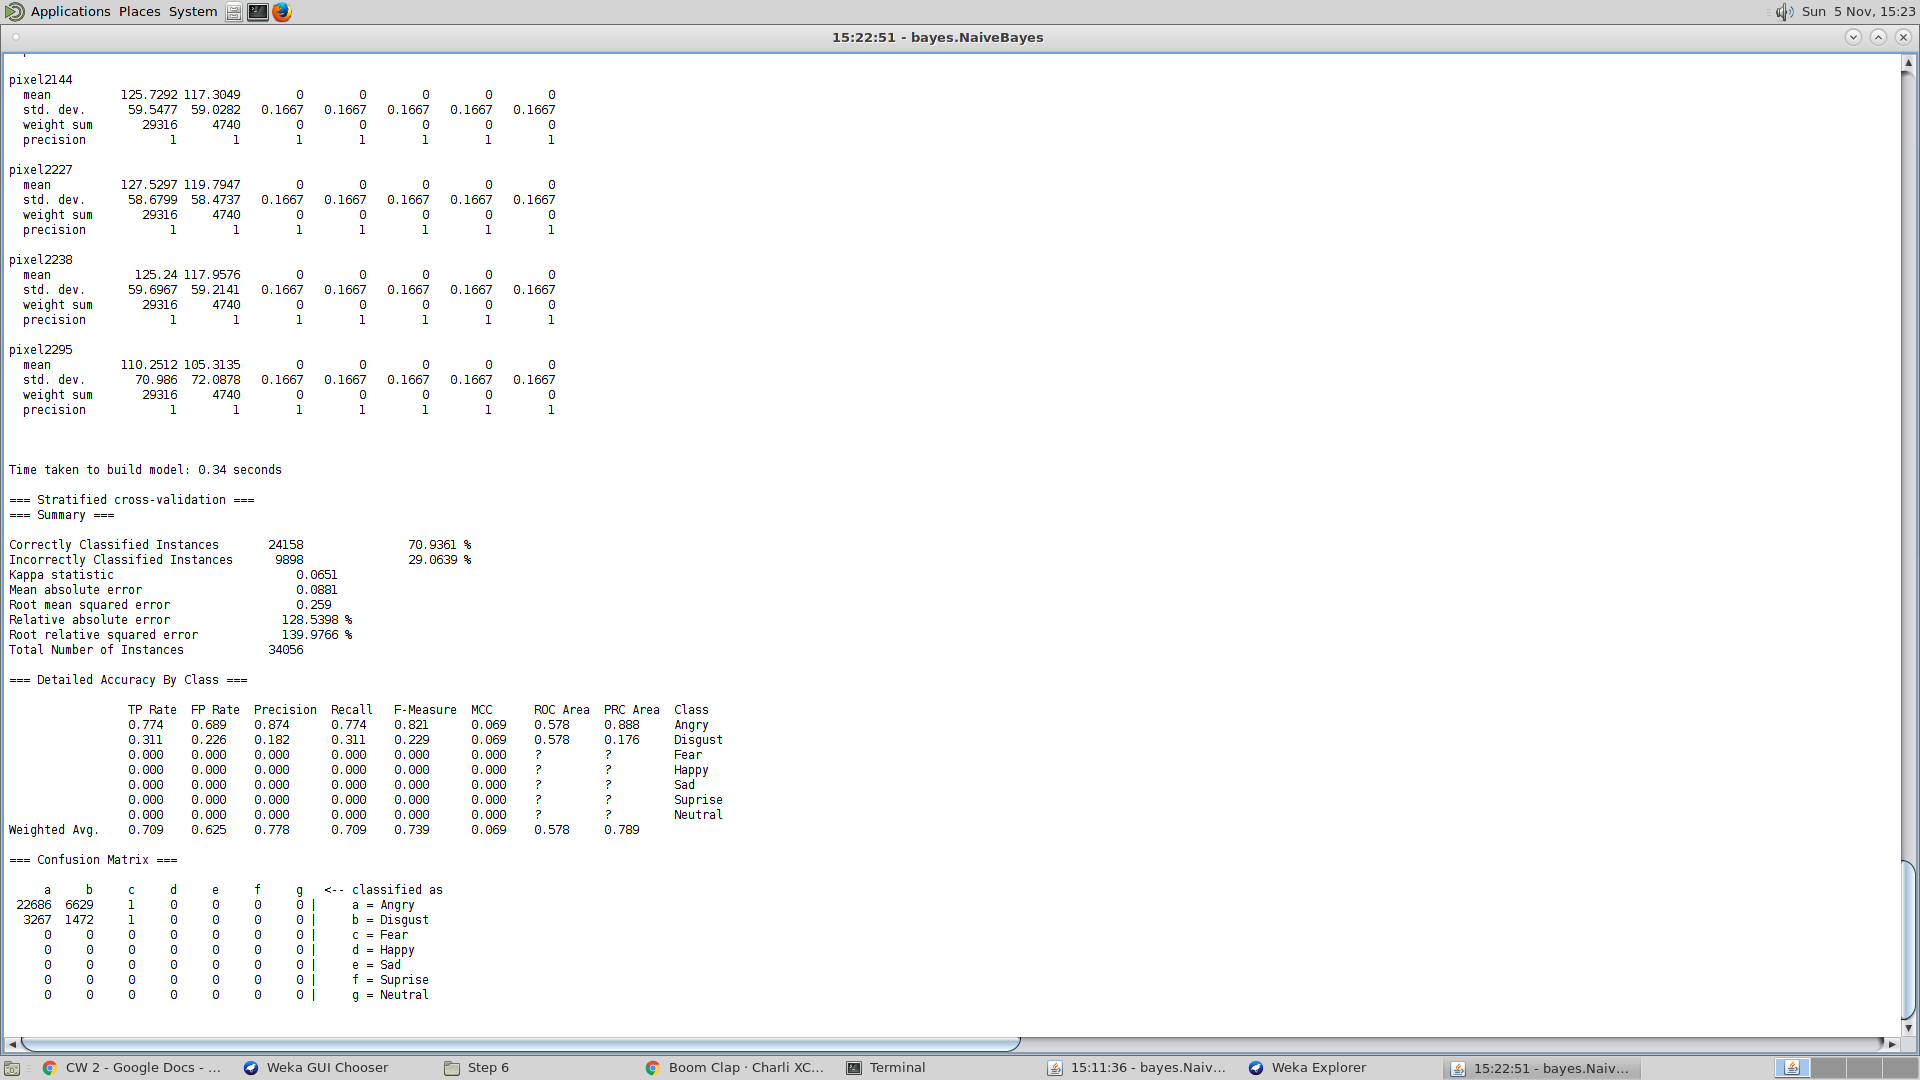 Applications Places System Sun 5 Nov, 15:23
15:22:51 - bayes.NaiveBayes
pixel2144
mean 125.7292 117.3049 0 0 0 0 0
std. dev. 59.5477 59.0282 0.1667 0.1667 0.1667 0.1667 0.1667
weight sum 29316 4740 0 0 0 0 0
precision 1 1 1 1 1 1 1
pixel2227
mean 127.5297 119.7947 0 0 0 0 0
std. dev. 58.6799 58.4737 0.1667 0.1667 0.1667 0.1667 0.1667
weight sum 29316 4740 0 0 0 0 0
precision 1 1 1 1 1 1 1
pixel2238
mean 125.24 117.9576 0 0 0 0 0
std. dev. 59.6967 59.2141 0.1667 0.1667 0.1667 0.1667 0.1667
weight sum 29316 4740 0 0 0 0 0
precision 1 1 1 1 1 1 1
pixel2295
mean 110.2512 105.3135 0 0 0 0 0
std. dev. 70.986 72.0878 0.1667 0.1667 0.1667 0.1667 0.1667
weight sum 29316 4740 0 0 0 0 0
precision 1 1 1 1 1 1 1
Time taken to build model: 0.34 seconds
=== Stratified cross-validation ===
=== Summary ===
Correctly Classified Instances 24158 70.9361 %
Incorrectly Classified Instances 9898 29.0639 %
Kappa statistic 0.0651
Mean absolute error 0.0881
Root mean squared error 0.259
Relative absolute error 128.5398 %
Root relative squared error 139.9766 %
Total Number of Instances 34056
=== Detailed Accuracy By Class ===
TP Rate FP Rate Precision Recall F-Measure MCC ROC Area PRC Area Class
0.774 0.689 0.874 0.774 0.821 0.069 0.578 0.888 Angry
0.311 0.226 0.182 0.311 0.229 0.069 0.578 0.176 Disgust
0.000 0.000 0.000 0.000 0.000 0.000 ? ? Fear
0.000 0.000 0.000 0.000 0.000 0.000 ? ? Happy
0.000 0.000 0.000 0.000 0.000 0.000 ? ? Sad
0.000 0.000 0.000 0.000 0.000 0.000 ? ? Suprise
0.000 0.000 0.000 0.000 0.000 0.000 ? ? Neutral
Weighted Avg. 0.709 0.625 0.778 0.709 0.739 0.069 0.578 0.789
=== Confusion Matrix ===
a b c d e f g <-- classified as
22686 6629 1 0 0 0 0 | a = Angry
3267 1472 1 0 0 0 0 | b = Disgust
0 0 0 0 0 0 0 | c = Fear
0 0 0 0 0 0 0 | d = Happy
0 0 0 0 0 0 0 | e = Sad
0 0 0 0 0 0 0 | f = Suprise
0 0 0 0 0 0 0 | g = Neutral
CW 2 - Google Docs - ... Weka GUI Chooser Step 6 Boom Clap · Charli XC... Terminal 15:11:36 - bayes.Naiv... Weka Explorer 15:22:51 - bayes.Naiv...